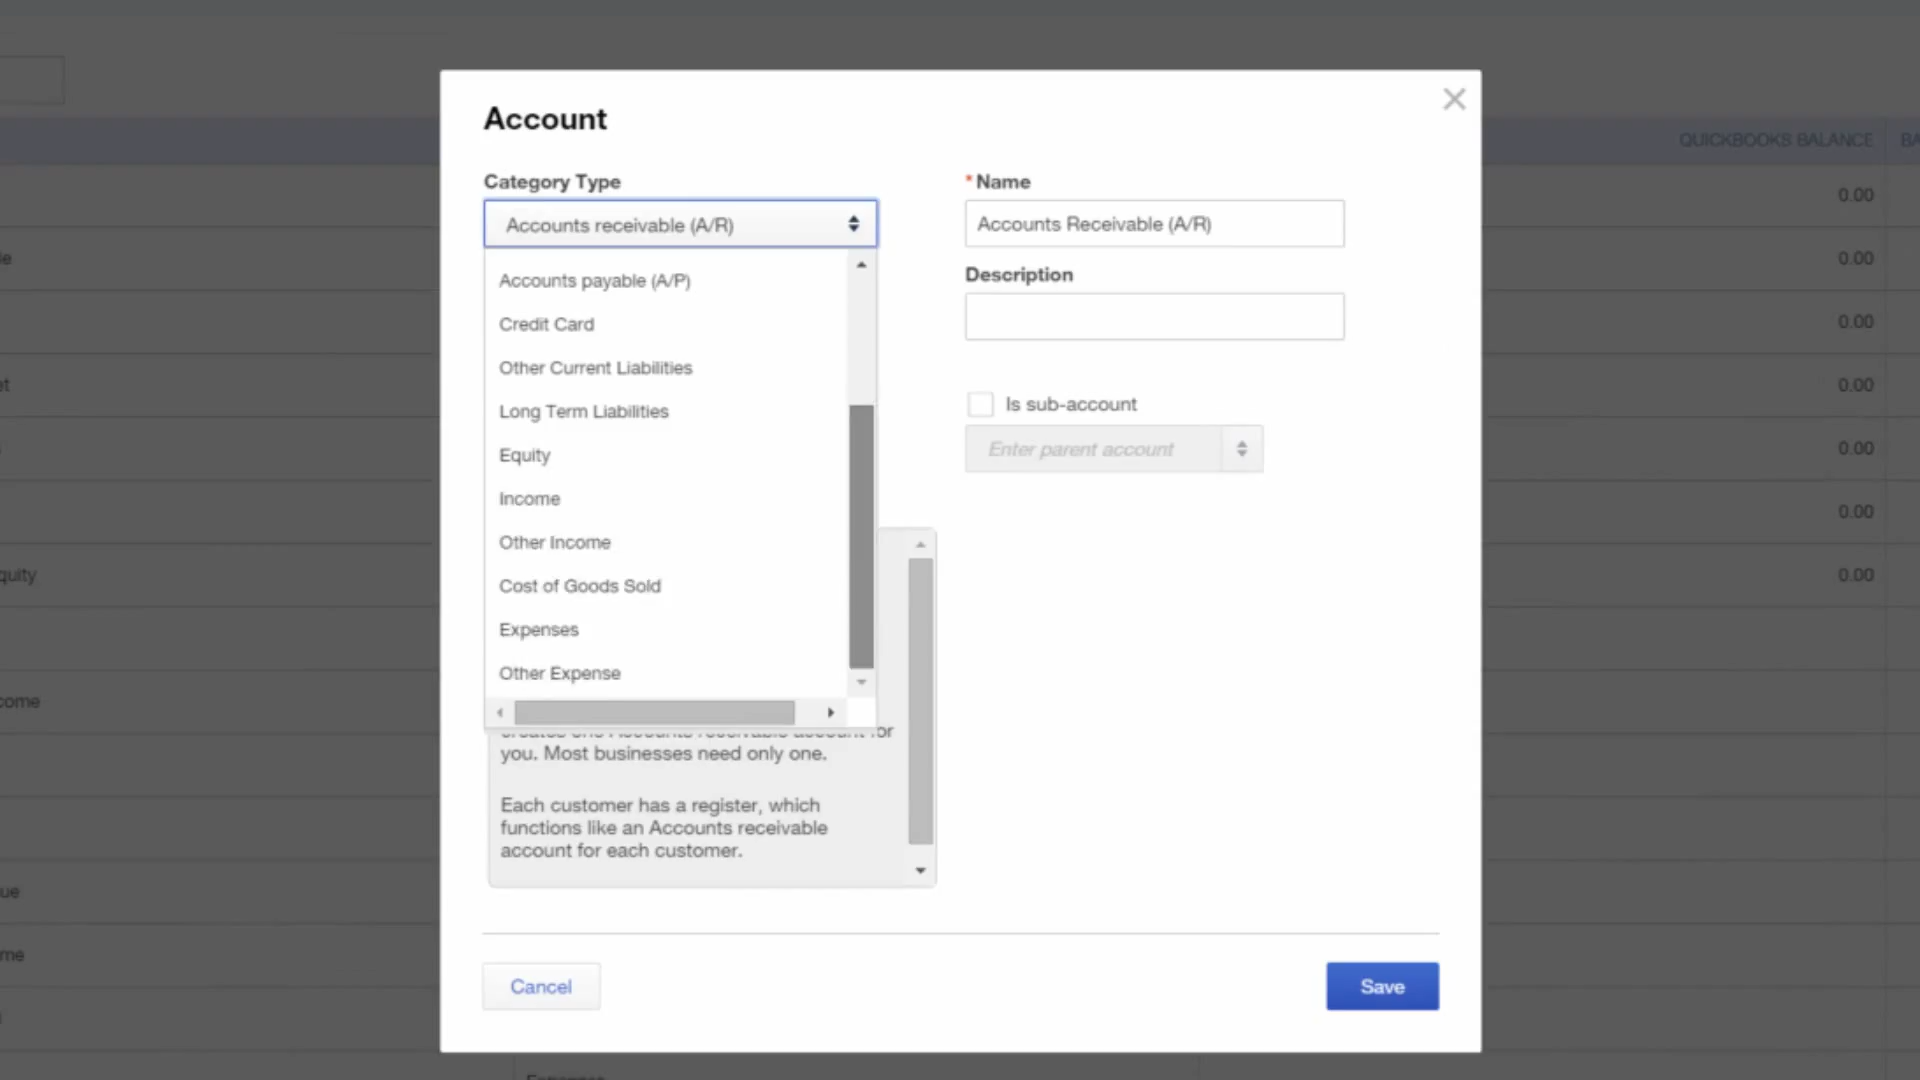 Account
Category Type
Accounts receivable (A/R)
Accounts payable (A/P)
Credit Card
Other Current Liabilities
Long Term Liabilities
Equity
Income
Other Income
Cost of Goods Sold
Expenses
Other Expense
you. Most businesses need only one.
Each customer has a register, which
functions like an Accounts receivable
account for each customer.
* Name
Accounts Receivable (A/R)
Description
Is sub-account
Enter parent account
Cancel
Save
QUICKBOOKS BALANCE
0.00
0.00
0.00
0.00
0.00
0.00
0.00